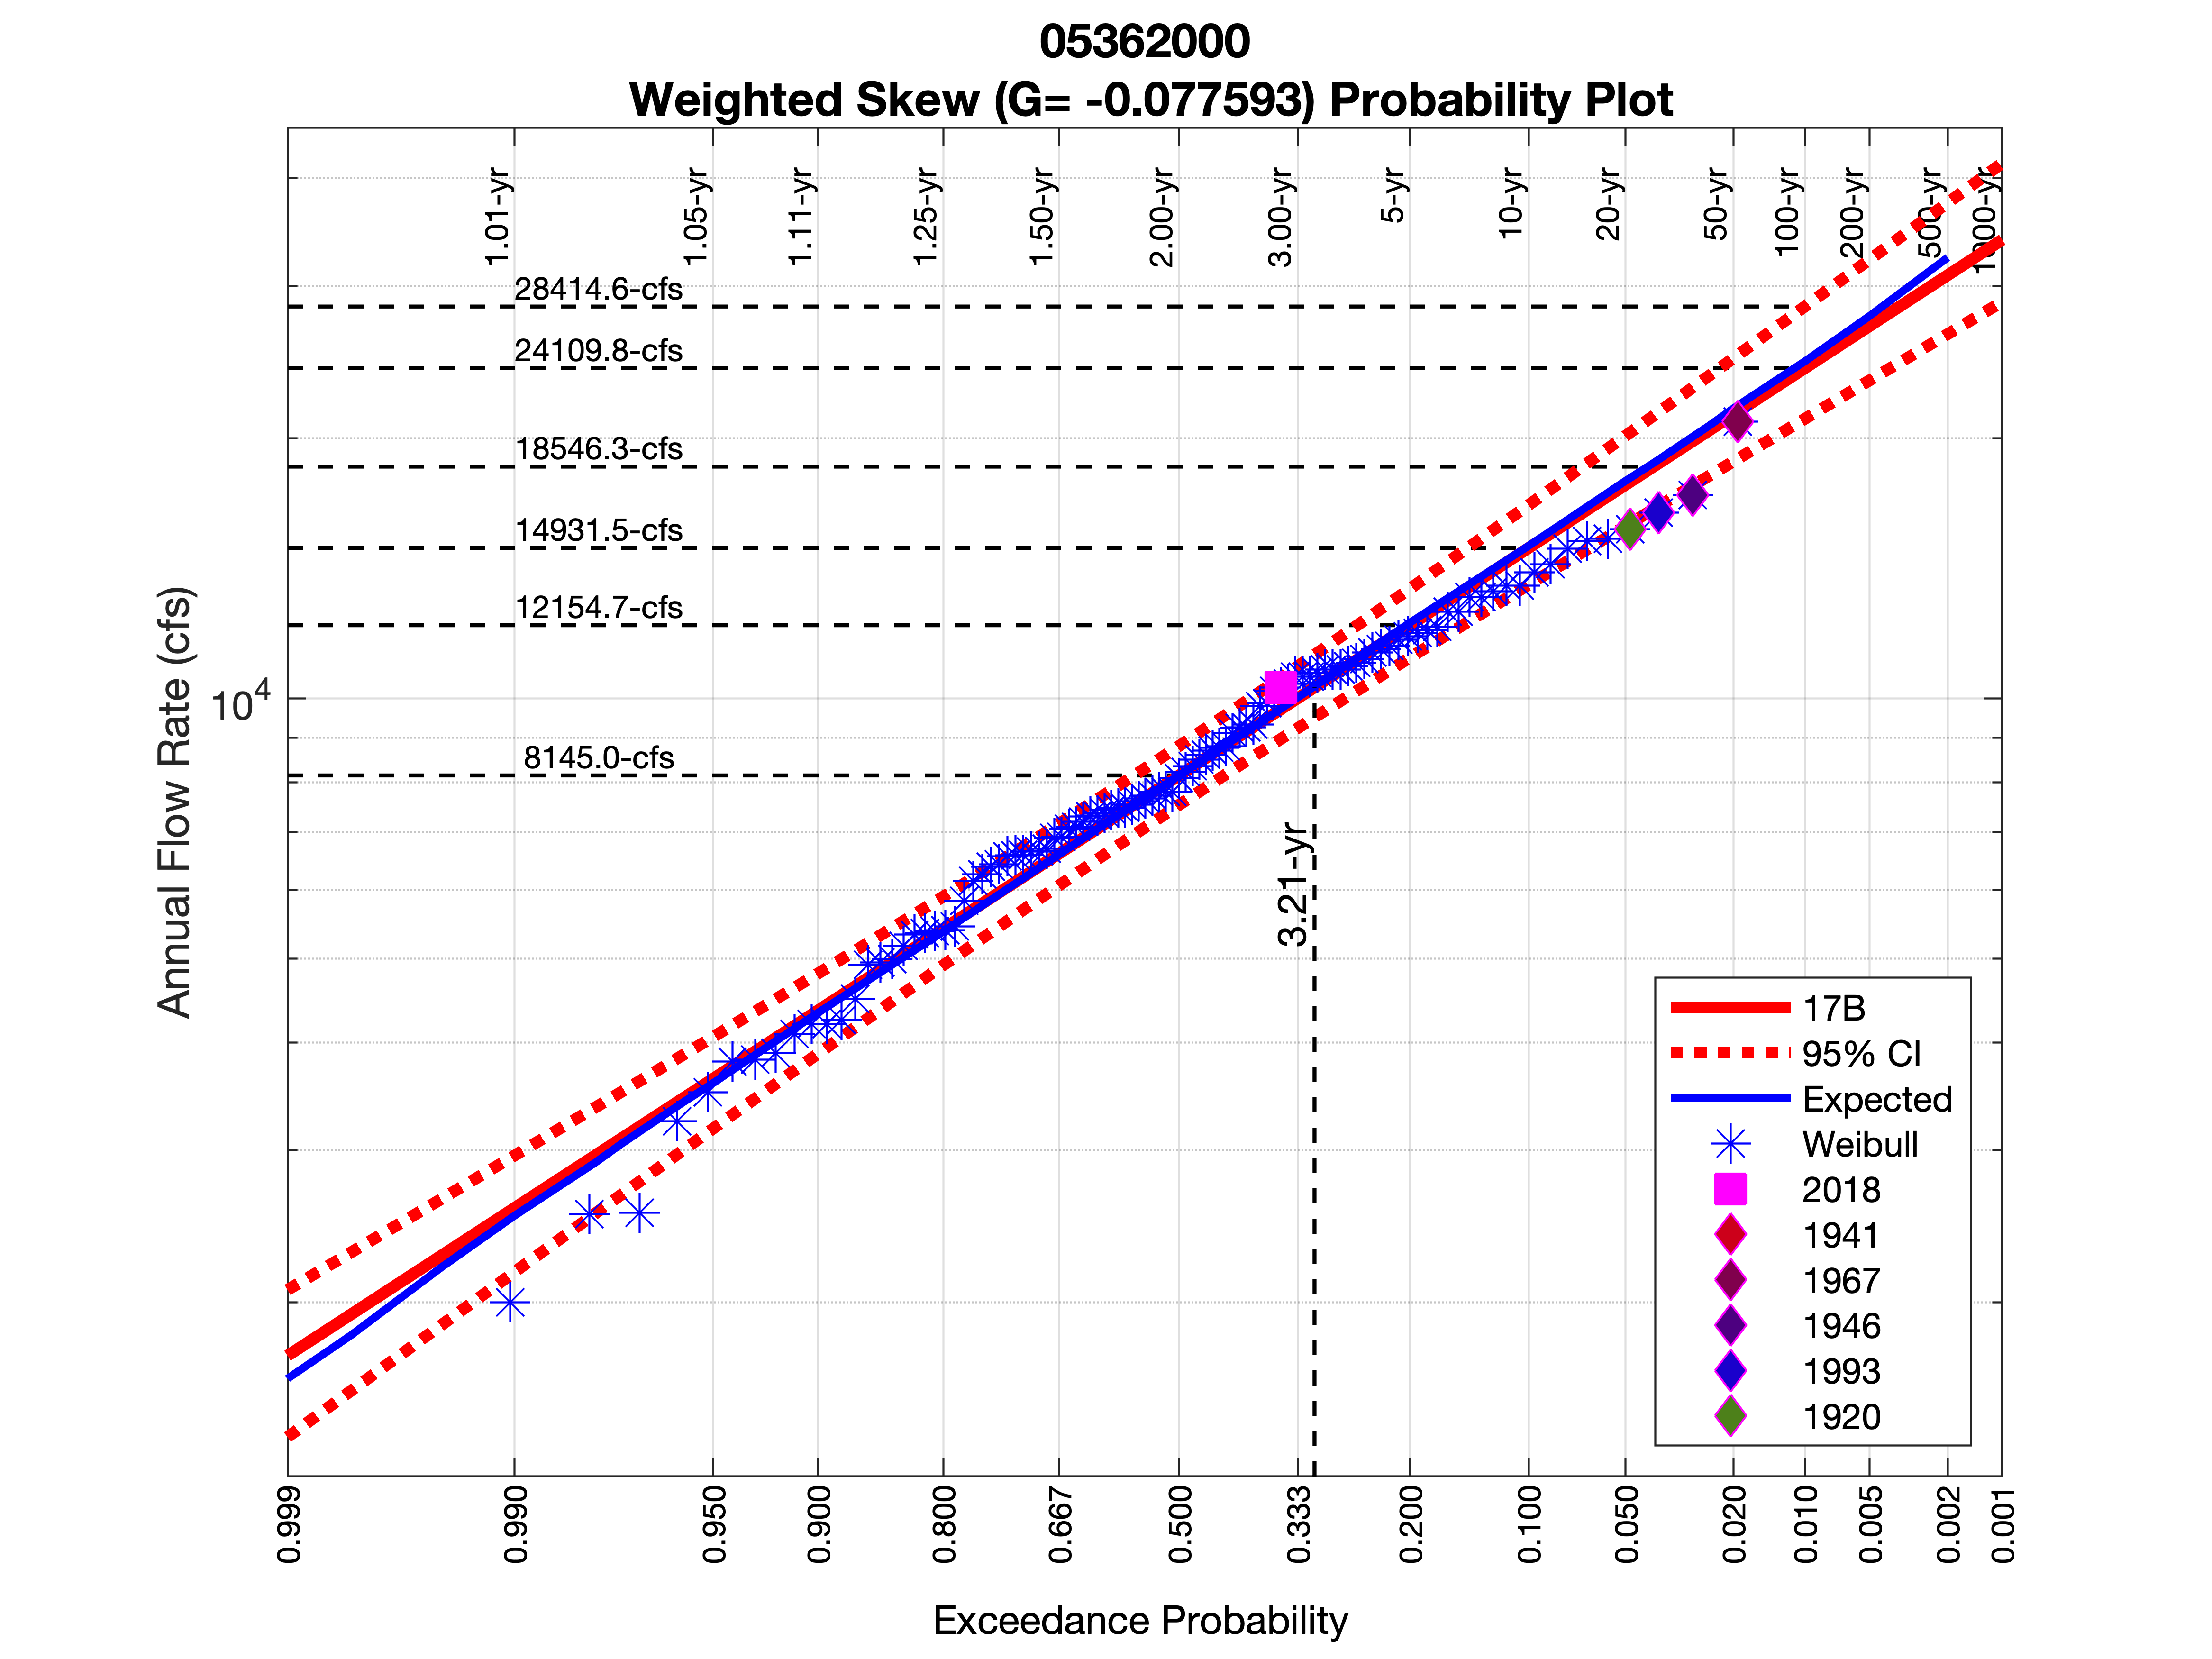 05362000
Weighted Skew (G= -0.077593) Probability Plot
1.01-yr
1.05-yr
1.11-yr
1.25-yr
1.50-yr
2.00-yr
3.00-yr
5-yr
10-yr
20-yr
50-yr
100-yr
200-yr
500-yr
1000-yr
28414.6-cfs
24109.8-cfs
18546.3-cfs
14931.5-cfs
12154.7-cfs
8145.0-cfs
3.21-yr
Annual Flow Rate (cfs)
10⁴
17B
95% CI
Expected
Weibull
2018
1941
1967
1946
1993
1920
0.999
0.990
0.950
0.900
0.800
0.667
0.500
0.333
0.200
0.100
0.050
0.020
0.010
0.005
0.002
0.001
Exceedance Probability